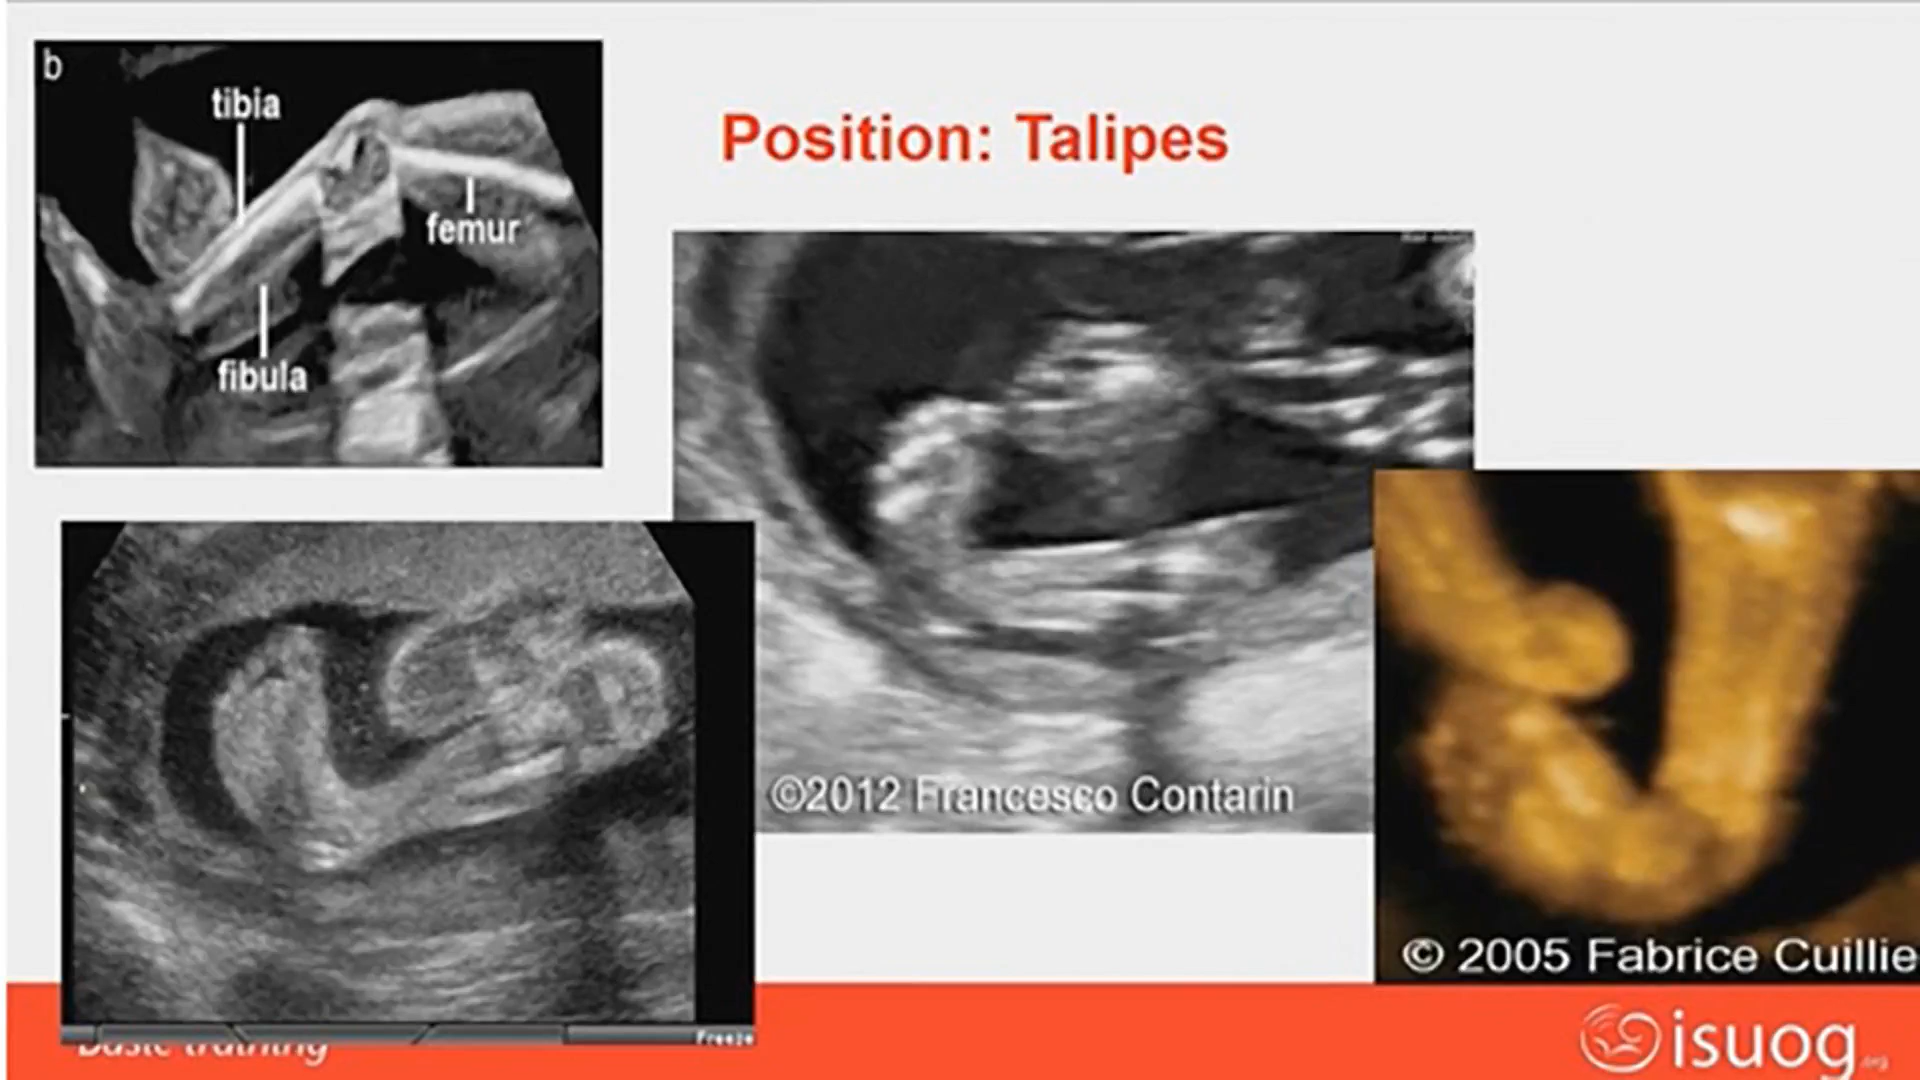 b
tibia
Position: Talipes
femur
fibula
©2012 Francesco Contarin
© 2005 Fabrice Cuillie
Freeze
Basic training
isuog